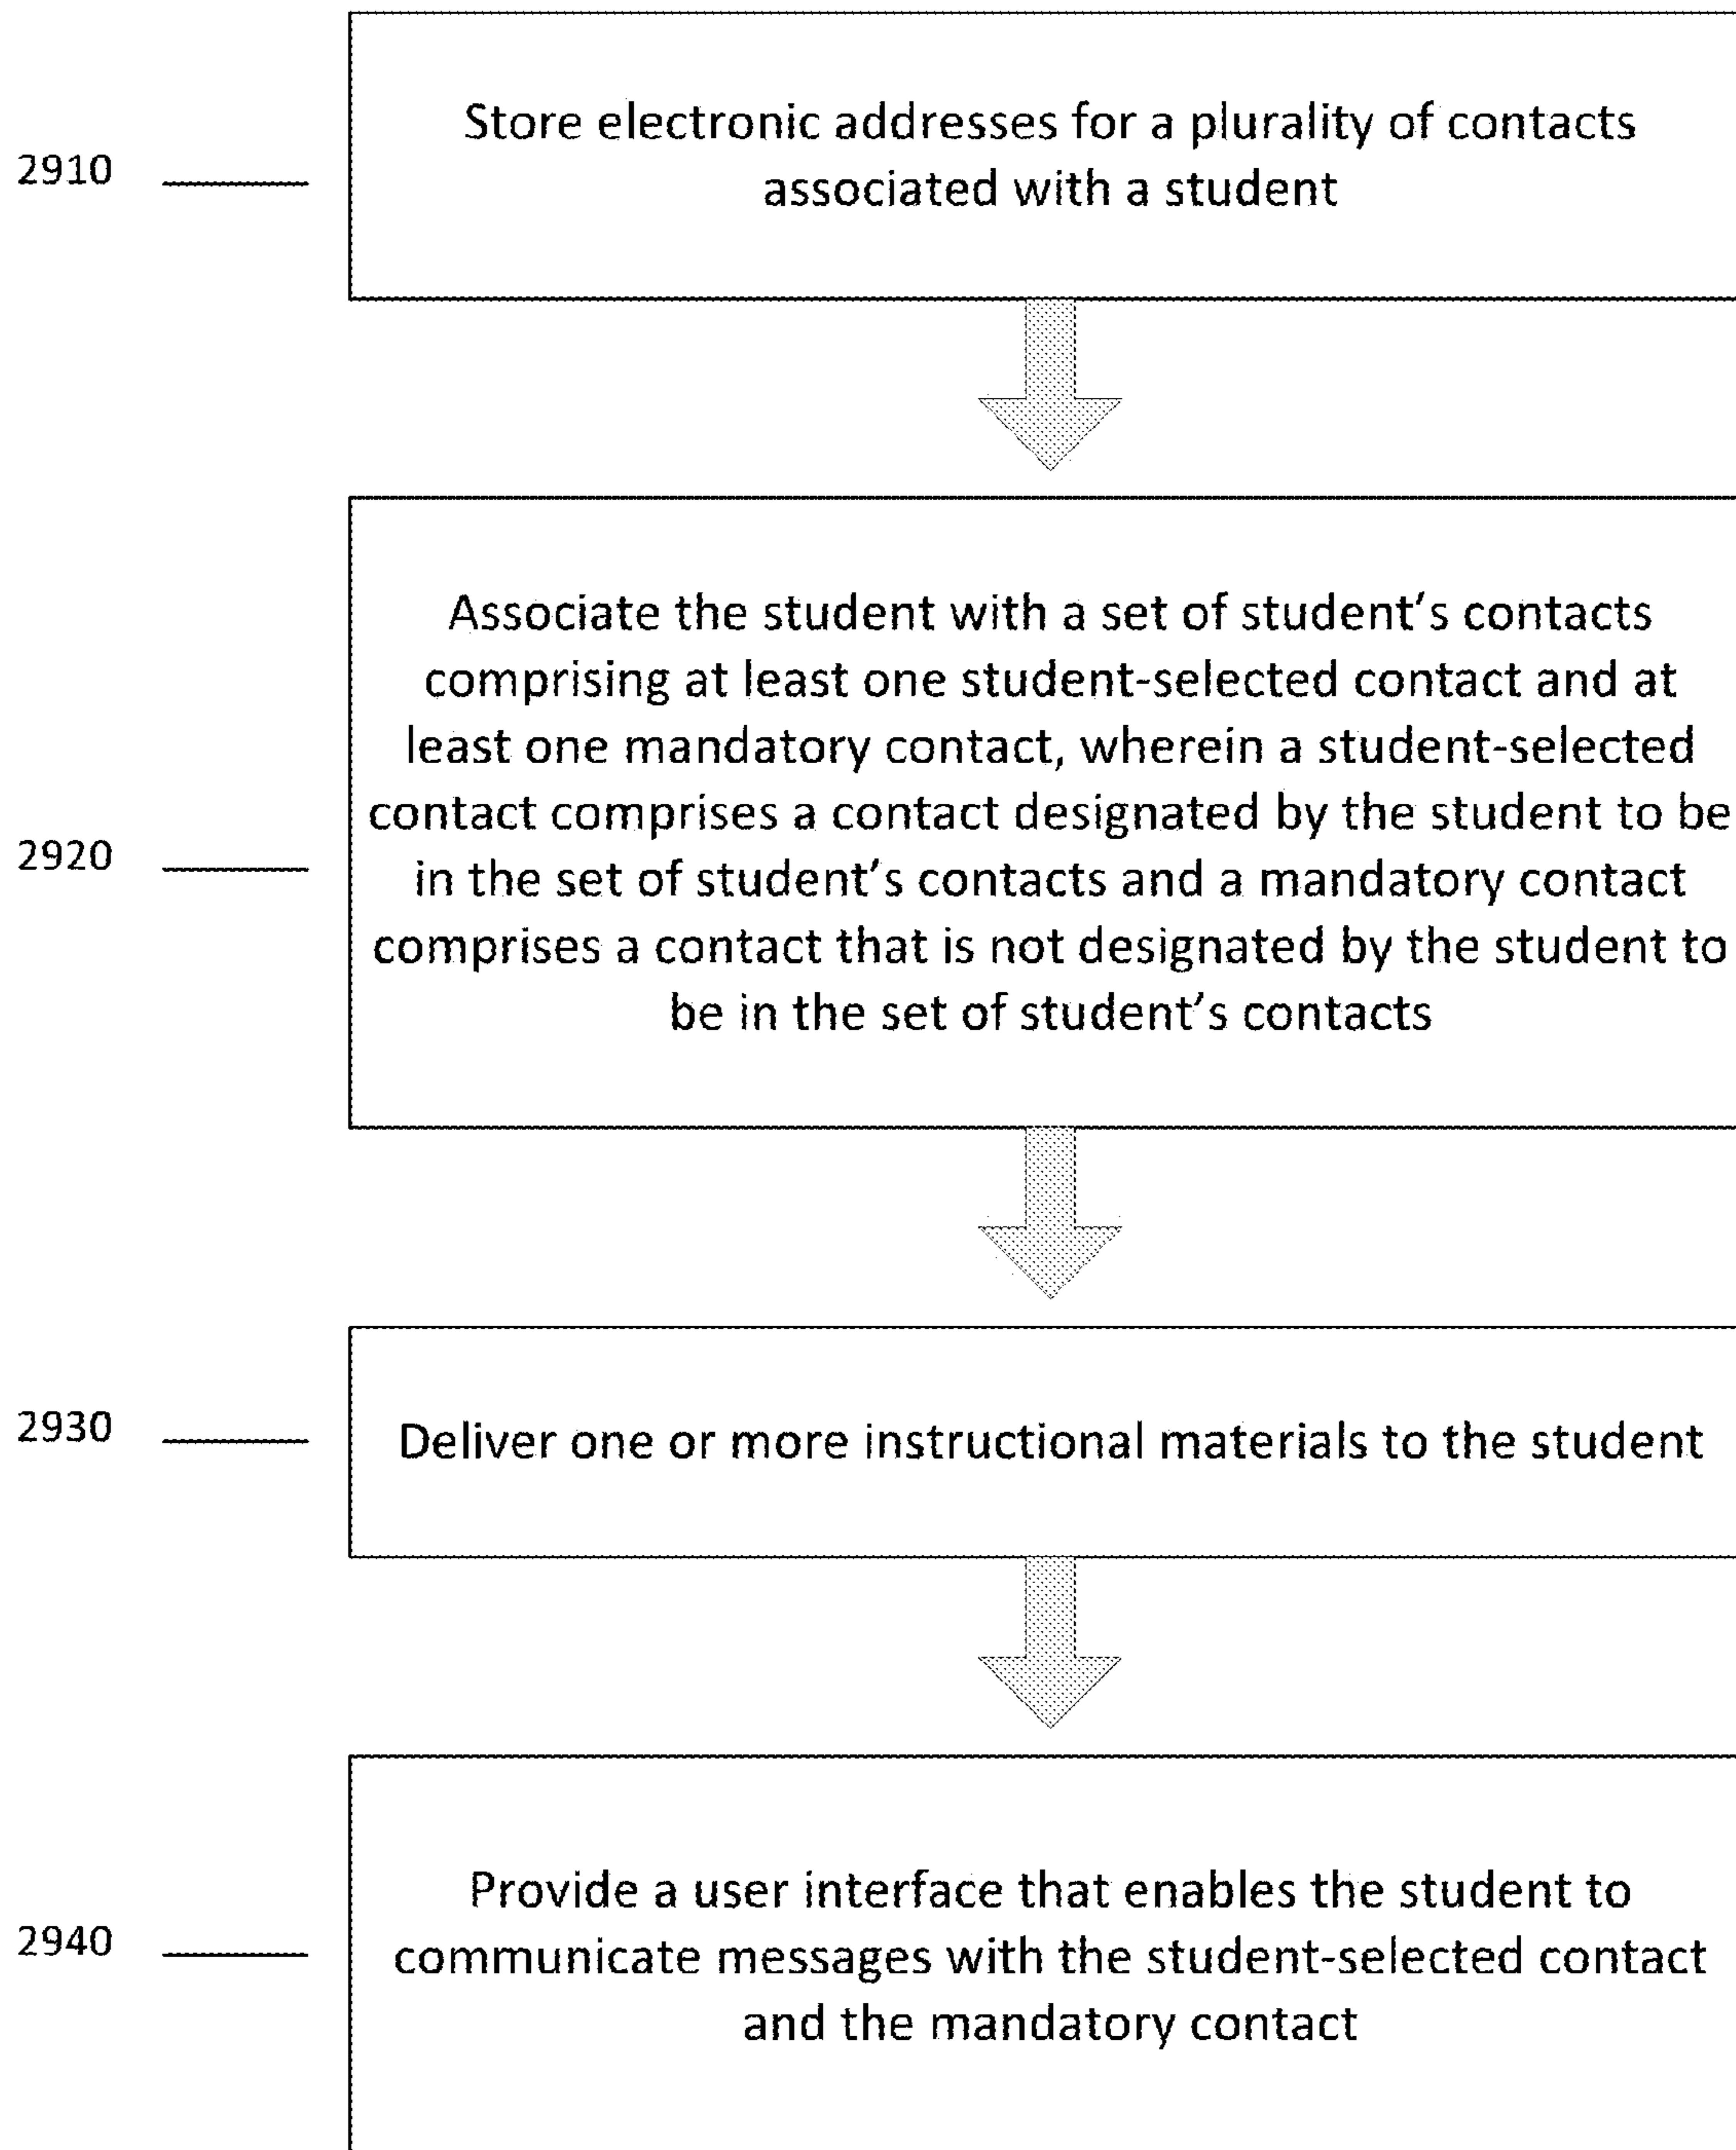 Store electronic addresses for a plurality of contacts
2910
associated with a student
Associate the student with a set of student's contacts
comprising at least one student-selected contact and at
least one mandatory contact, wherein a student-selected
contact comprises a contact designated by the student to be
2920
in the set of student's contacts and a mandatory contact
comprises a contact that is not designated by the student to
be in the set of student's contacts
2930
Deliver one or more instructional materials to the student
Provide a user interface that enables the student to
2940
communicate messages with the student-selected contact
and the mandatory contact